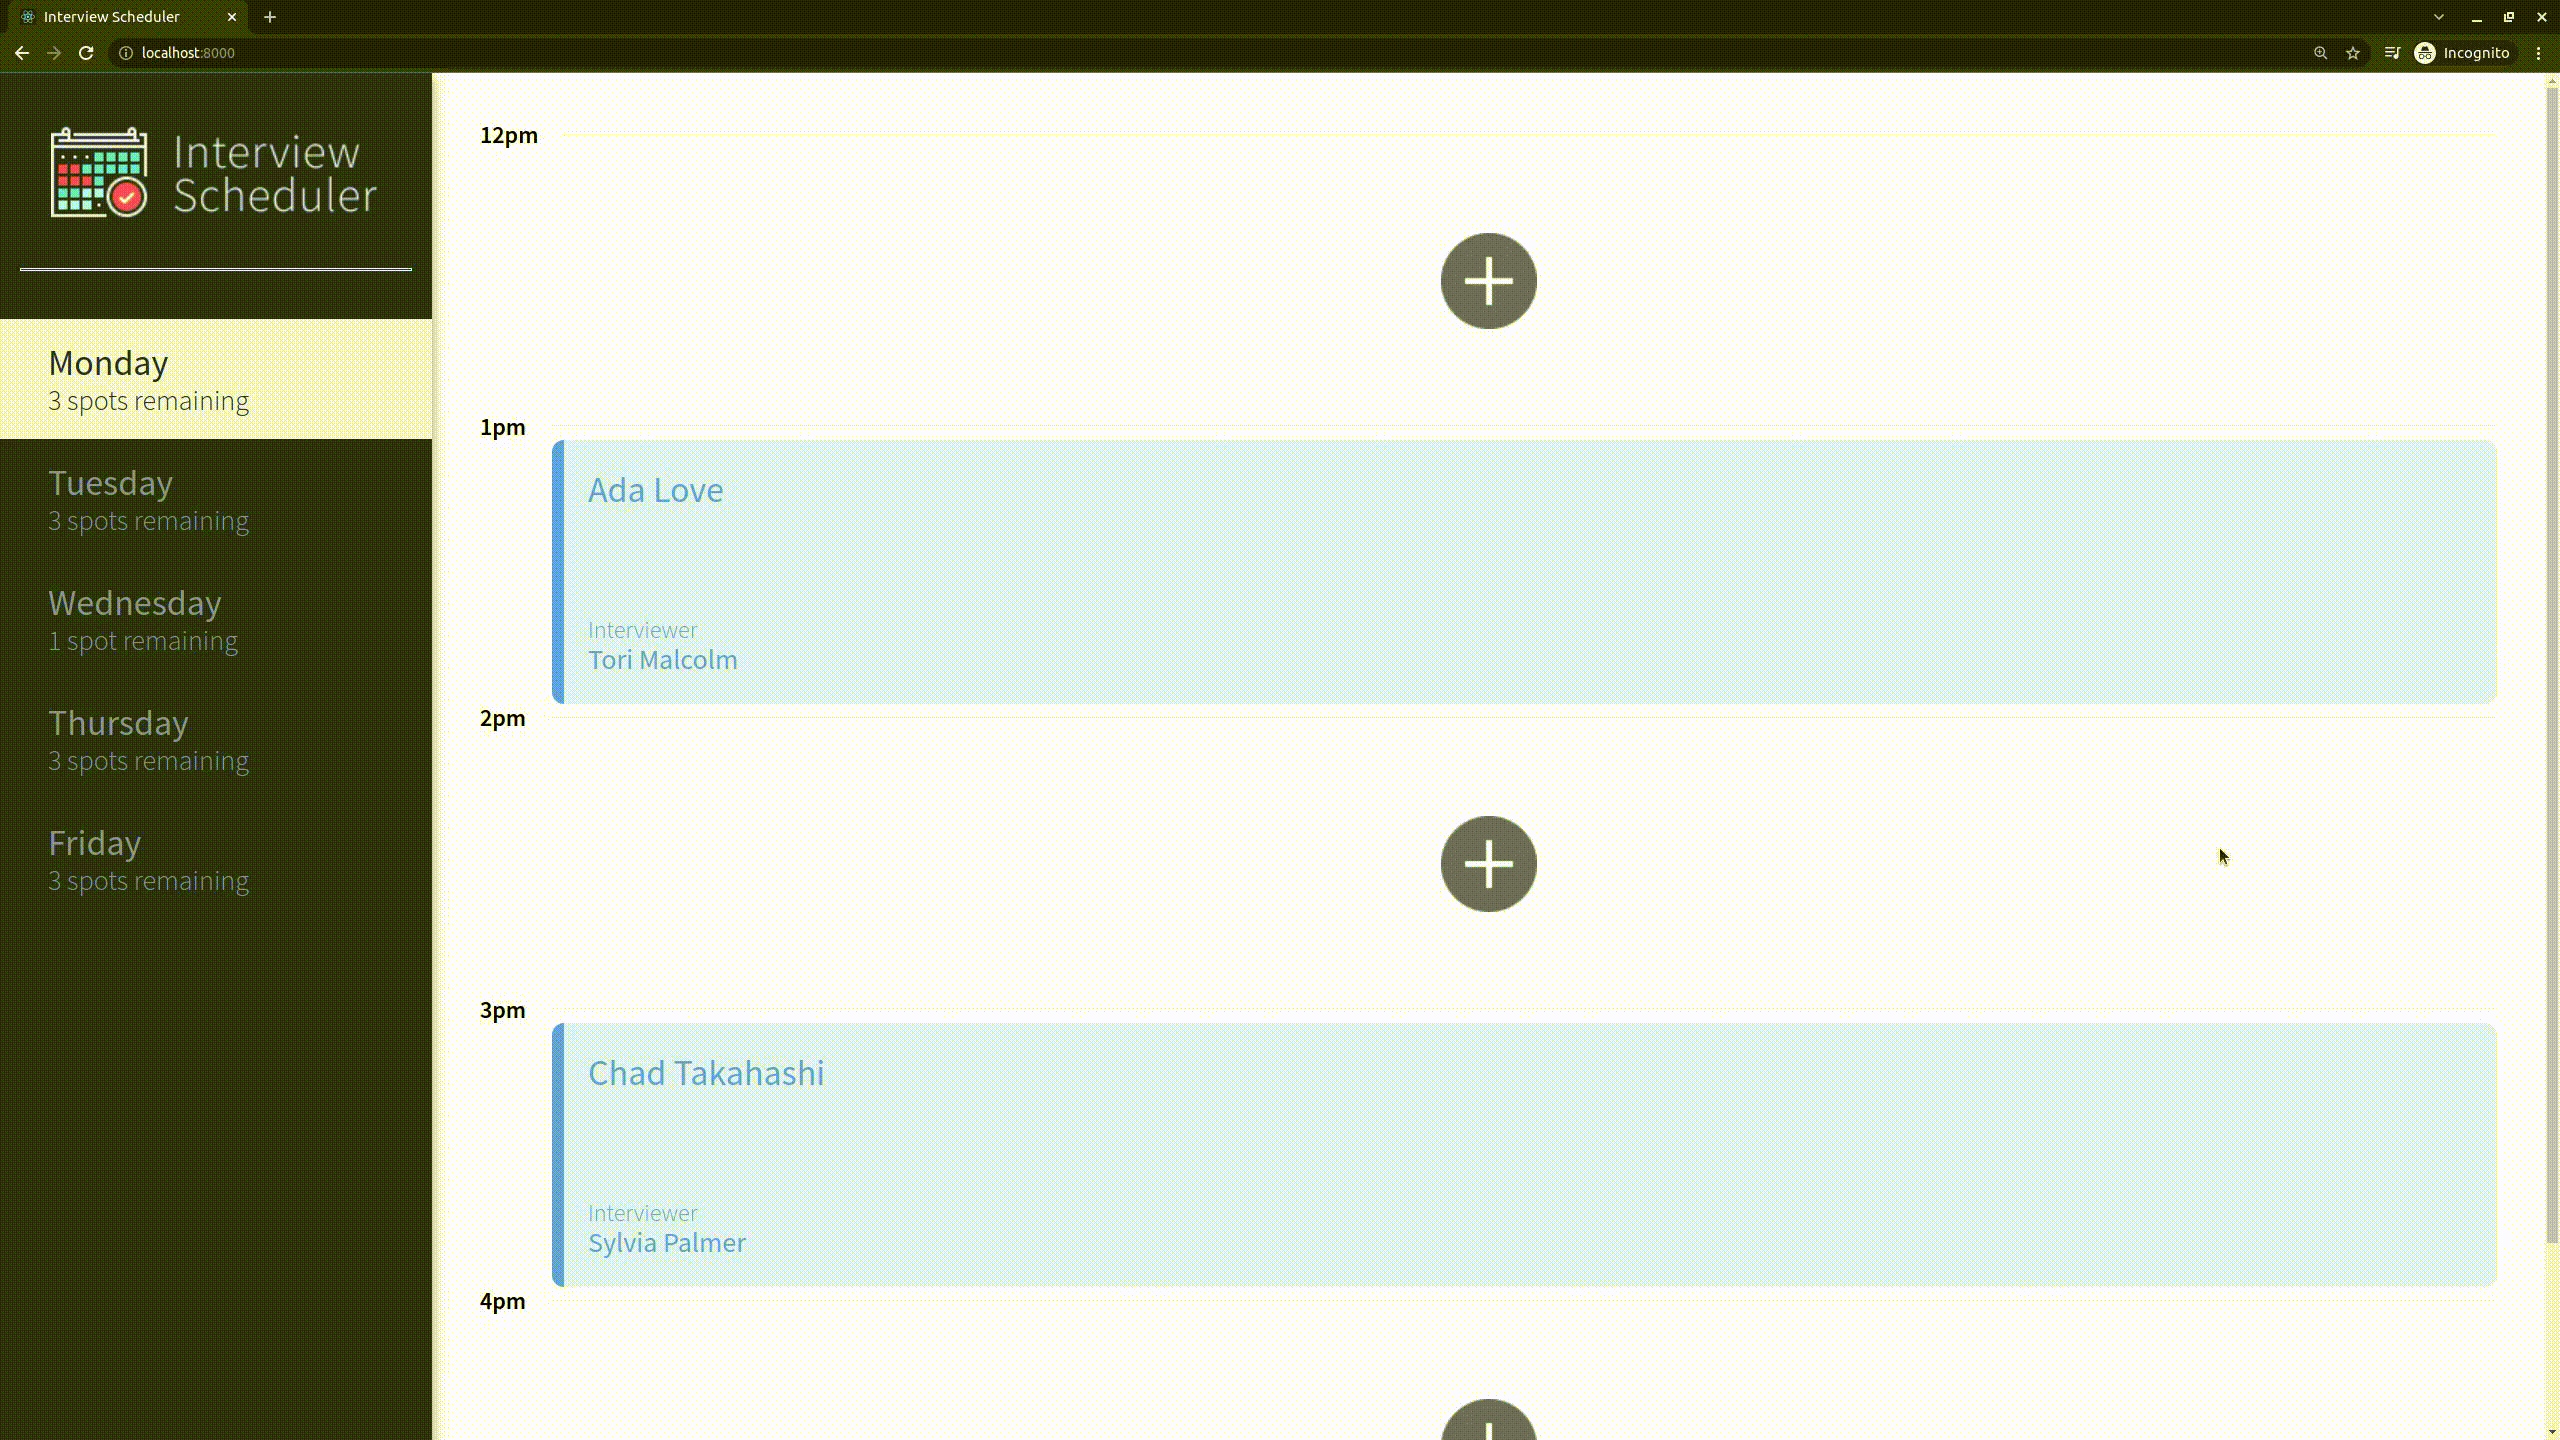 Interview Scheduler
localhost:8000
Incognito
Interview
Scheduler
Monday
3 spots remaining
Tuesday
3 spots remaining
Wednesday
1 spot remaining
Thursday
3 spots remaining
Friday
3 spots remaining
12pm
1pm
Ada Love
Interviewer
Tori Malcolm
2pm
3pm
Chad Takahashi
Interviewer
Sylvia Palmer
4pm